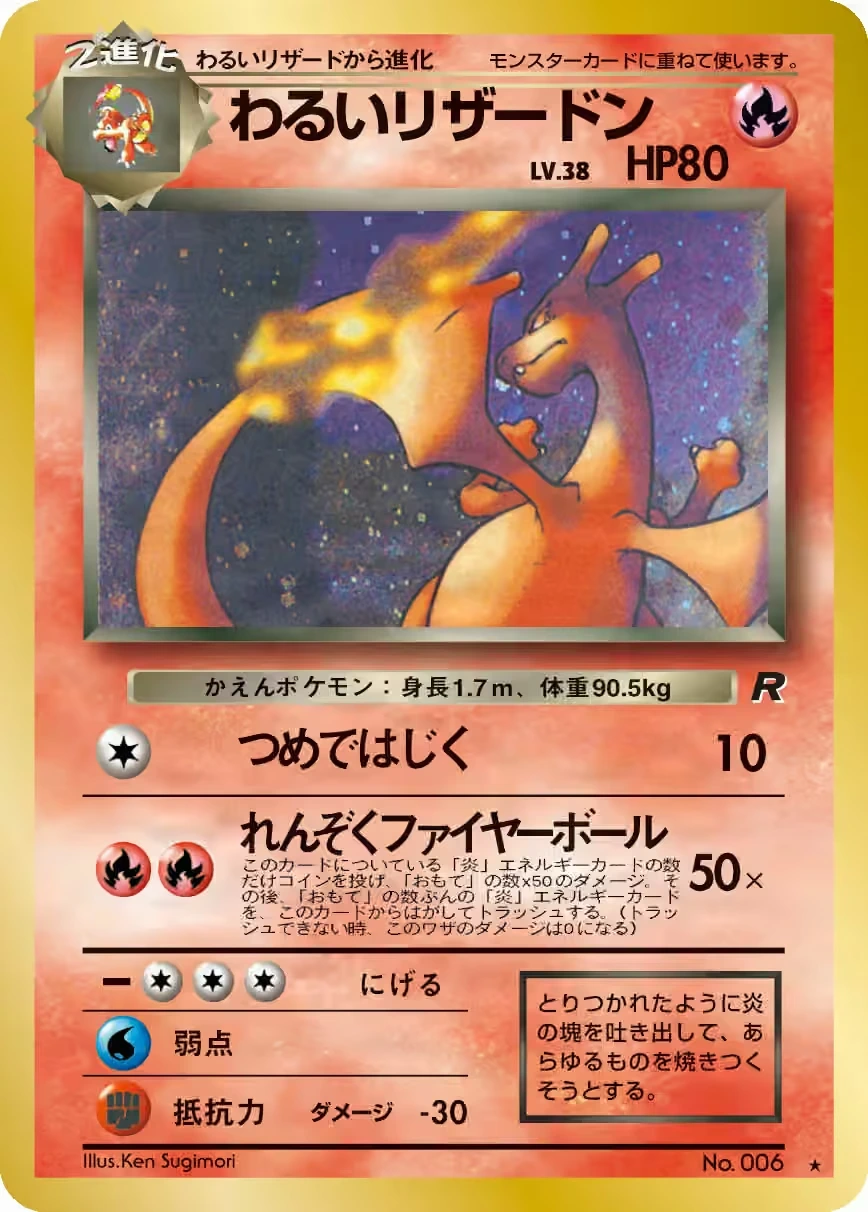 2進化
わるいリザードから進化 モンスターカードに重ねて使います。
わるいリザードン
LV.38 HP80
かえんポケモン：身長1.7m、体重90.5kg R
つめではじく 10
れんぞくファイヤーボール
このカードについている「炎」エネルギーカードの数
だけコインを投げ、「おもて」の数x50のダメージ。そ
の後、「おもて」の数ぶんの「炎」エネルギーカード
を、このカードからはがしてトラッシュする。（トラッ
シュできない時、このワザのダメージは0になる）
50×
にげる
弱点
抵抗力 ダメージ -30
とりつかれたように炎
の塊を吐き出して、あ
らゆるものを焼きつく
そうとする。
Illus.Ken Sugimori No. 006 ★